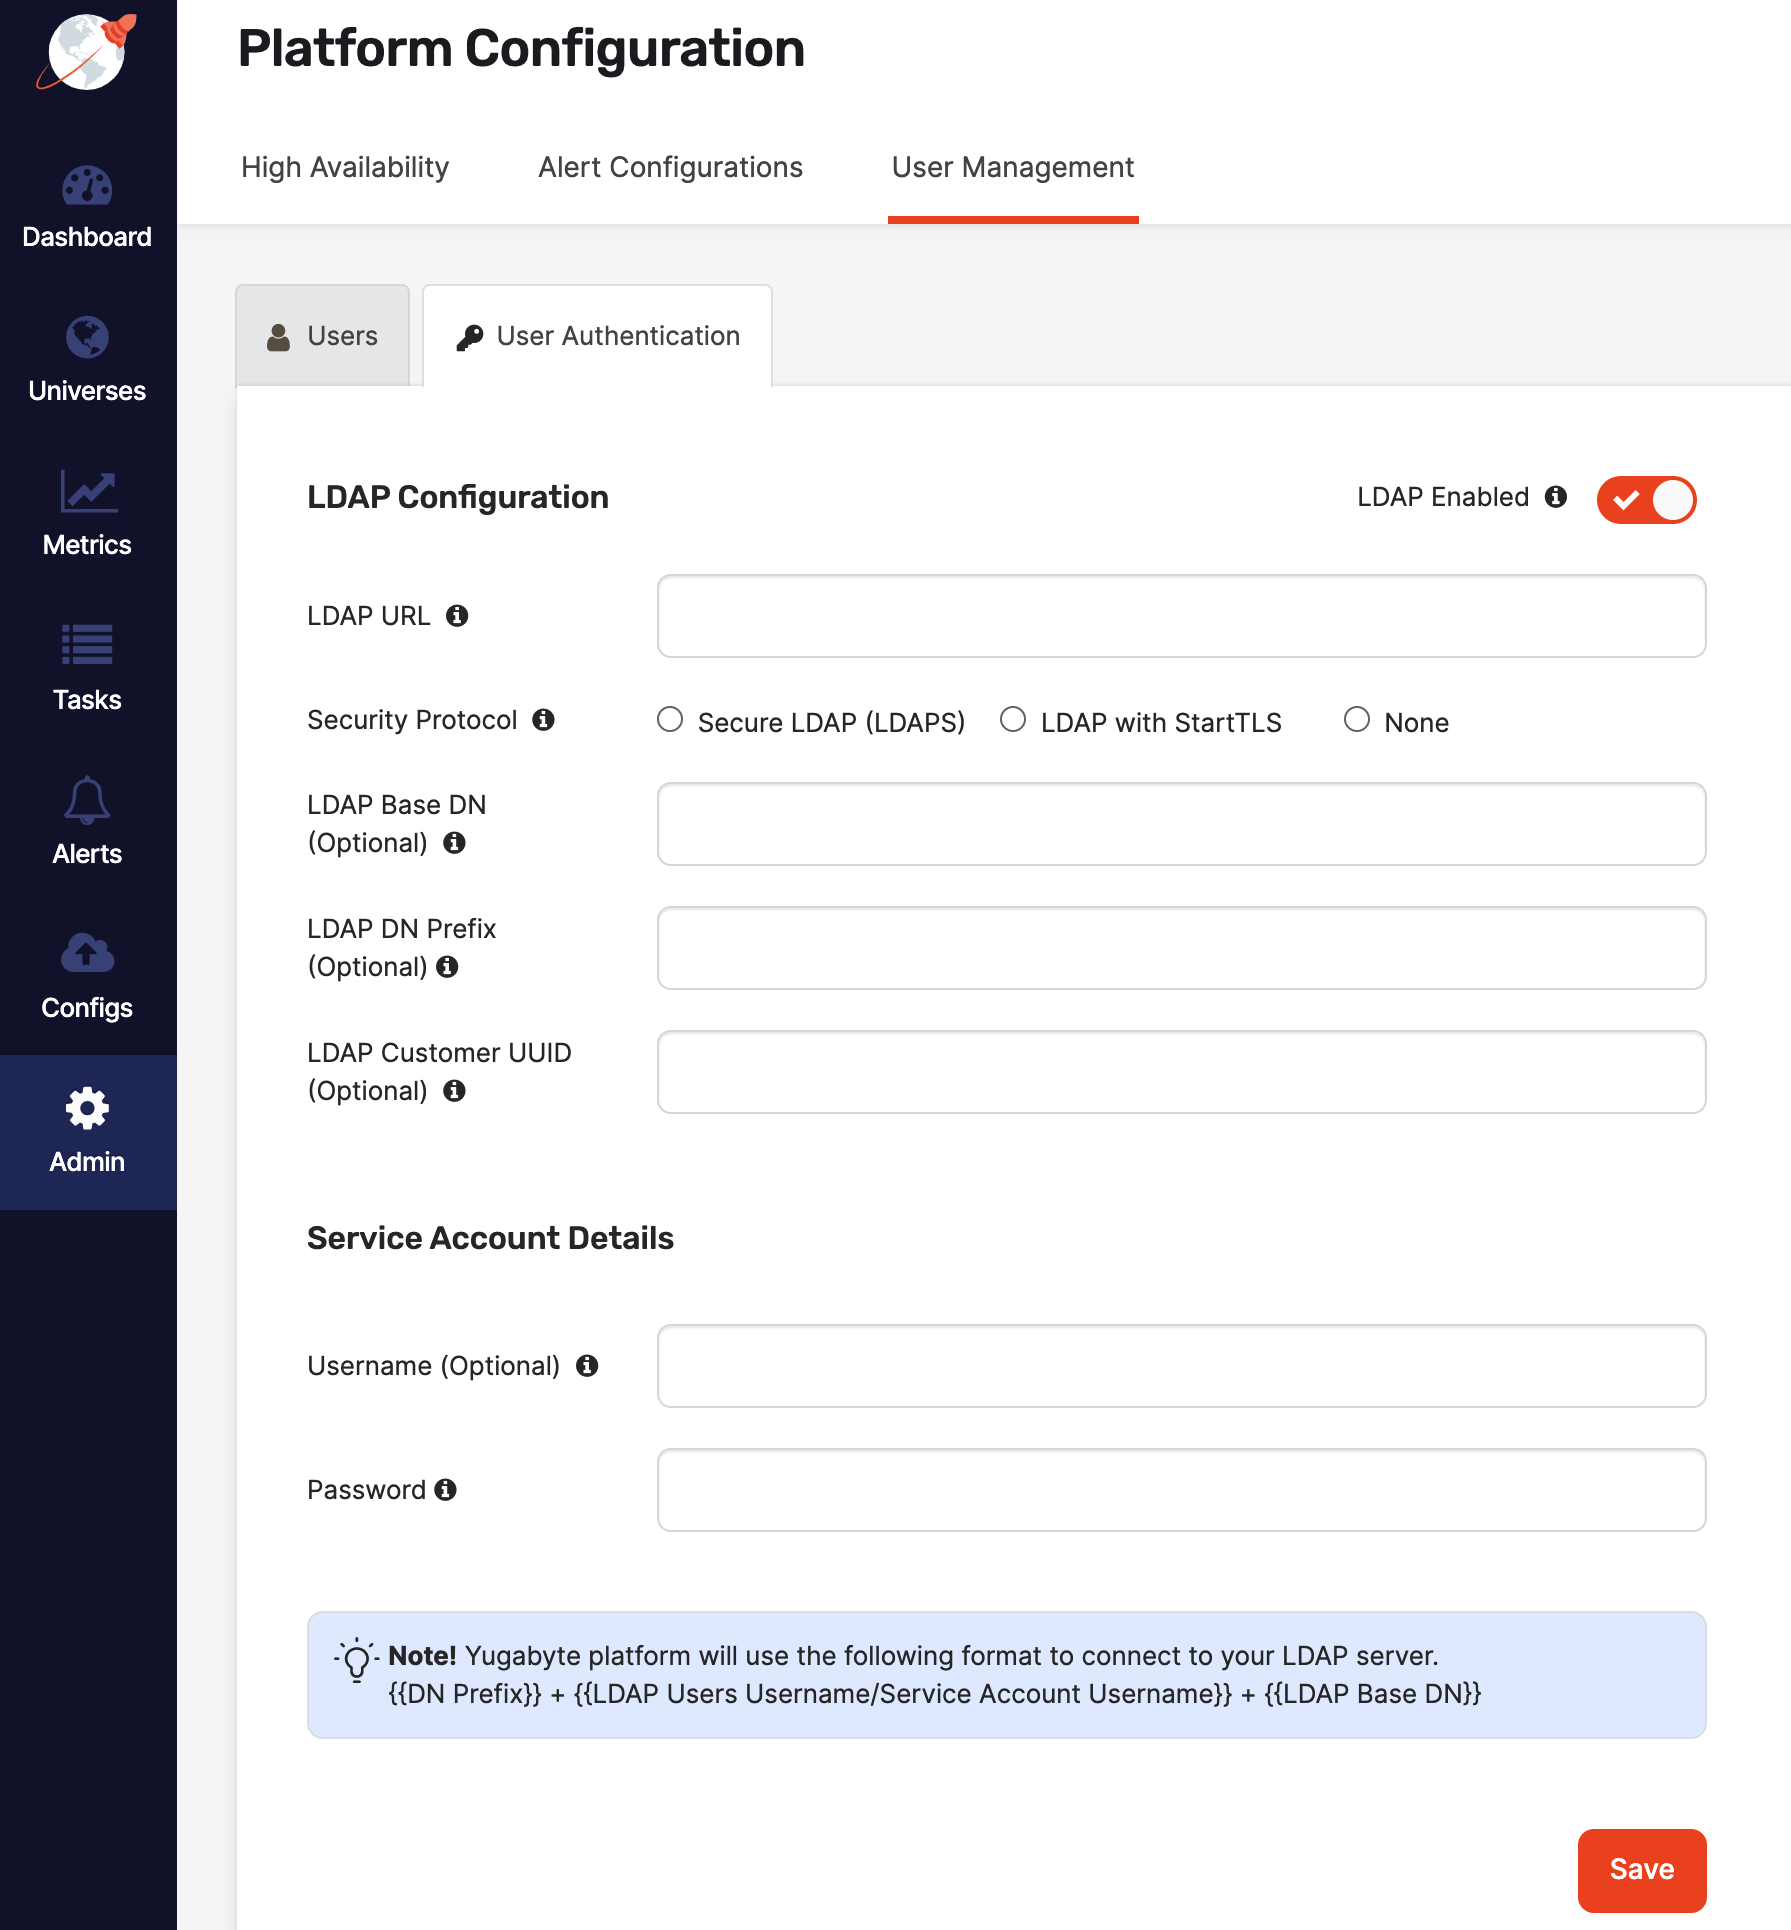 Platform Configuration
High Availability
Alert Configurations
User Management
Dashboard
Universes
Metrics
Tasks
Alerts
Configs
Admin
Users
User Authentication
LDAP Configuration
LDAP Enabled
LDAP URL
Security Protocol
Secure LDAP (LDAPS)
LDAP with StartTLS
None
LDAP Base DN
(Optional)
LDAP DN Prefix
(Optional)
LDAP Customer UUID
(Optional)
Service Account Details
Username (Optional)
Password
Note! Yugabyte platform will use the following format to connect to your LDAP server.
{{DN Prefix}} + {{LDAP Users Username/Service Account Username}} + {{LDAP Base DN}}
Save